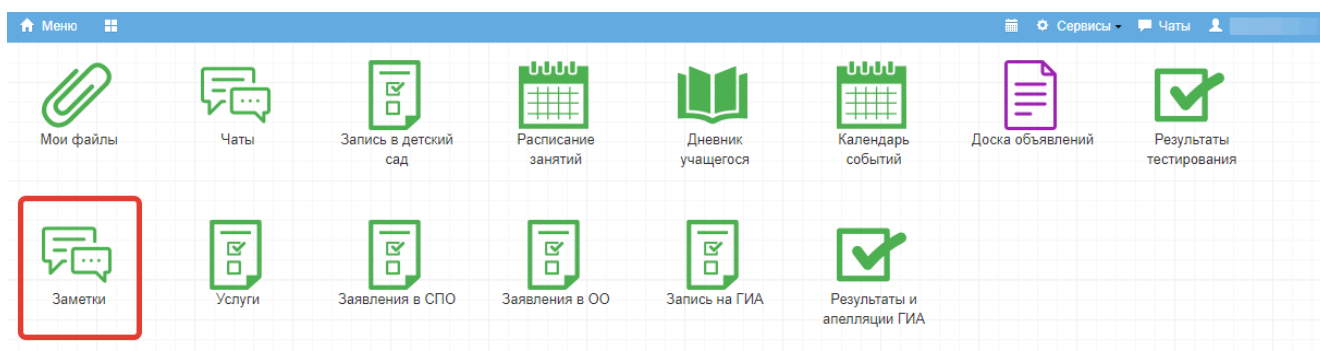 Меню Сервисы Чаты
Мои файлы Чаты Запись в детский Расписание Дневник Календарь Доска объявлений Результаты
сад занятий учащегося событий тестирования
Заметки Услуги Заявления в СПО Заявления в ОО Запись на ГИА Результаты и
апелляции ГИА